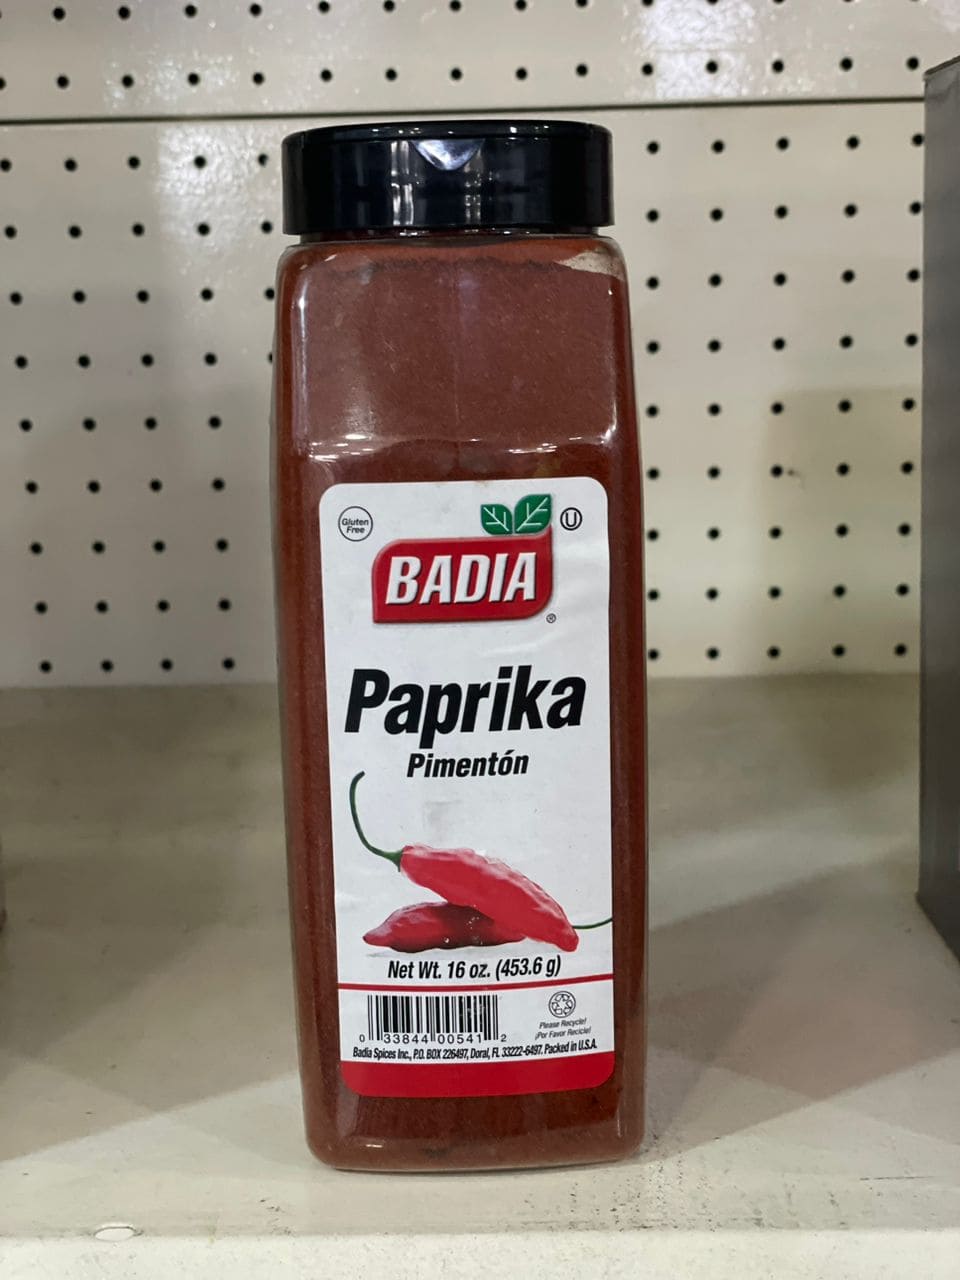 Gluten
Free
U
BADIA
®
Paprika
Pimentón
Net Wt. 16 oz. (453.6 g)
0 33844 00541 2
Please Recycle!
¡Por Favor Recicle!
Badia Spices Inc., P.O. BOX 226497, Doral, FL 33222-6497. Packed in U.S.A.